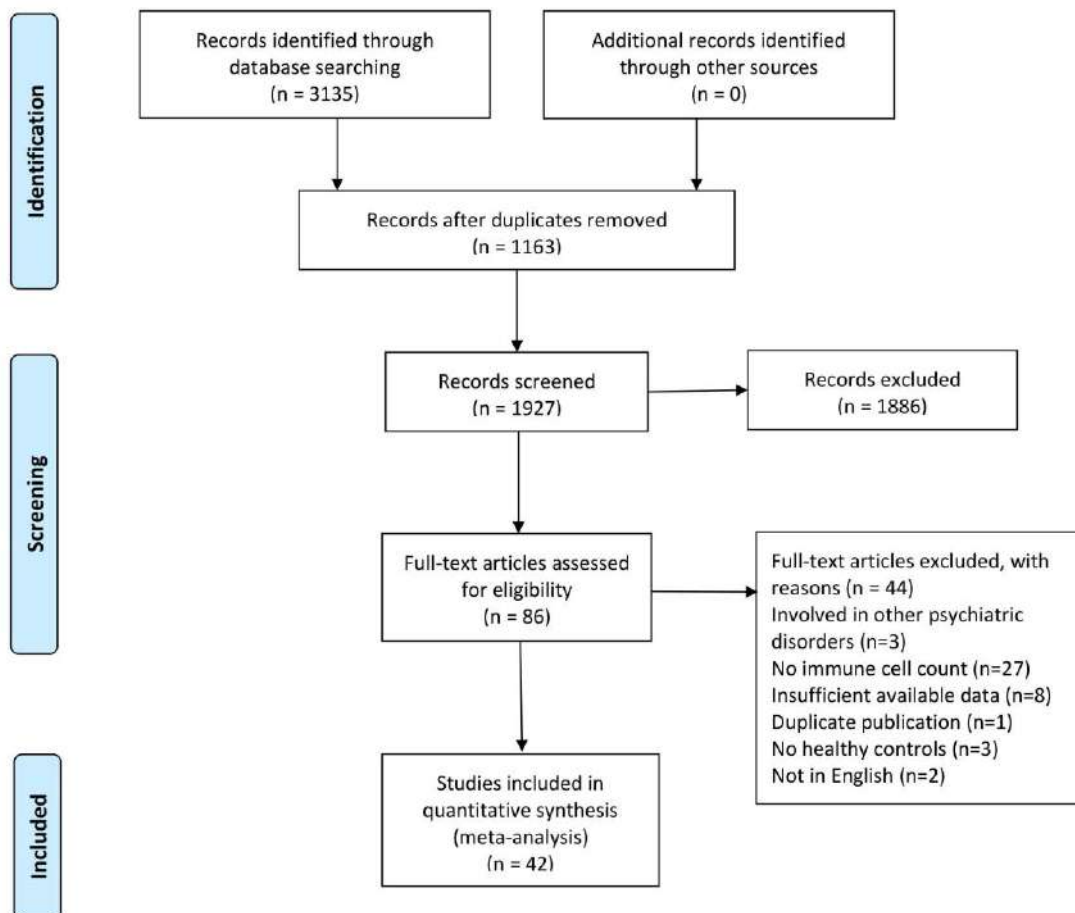 Identification
Records identified through
database searching
(n = 3135)
Additional records identified
through other sources
(n = 0)
Records after duplicates removed
(n = 1163)
Screening
Records screened
(n = 1927)
Records excluded
(n = 1886)
Full-text articles assessed
for eligibility
(n = 86)
Full-text articles excluded, with
reasons (n = 44)
Involved in other psychiatric
disorders (n=3)
No immune cell count (n=27)
Insufficient available data (n=8)
Duplicate publication (n=1)
No healthy controls (n=3)
Not in English (n=2)
Included
Studies included in
quantitative synthesis
(meta-analysis)
(n = 42)